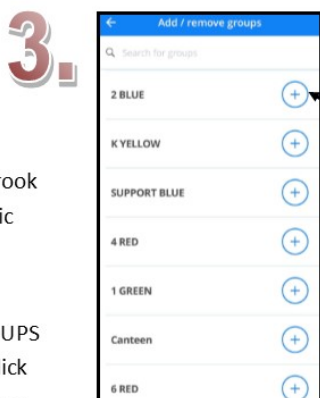 3.
Add / remove groups
Search for groups
2 BLUE
K YELLOW
SUPPORT BLUE
4 RED
1 GREEN
Canteen
6 RED
rook
ic
UPS
lick